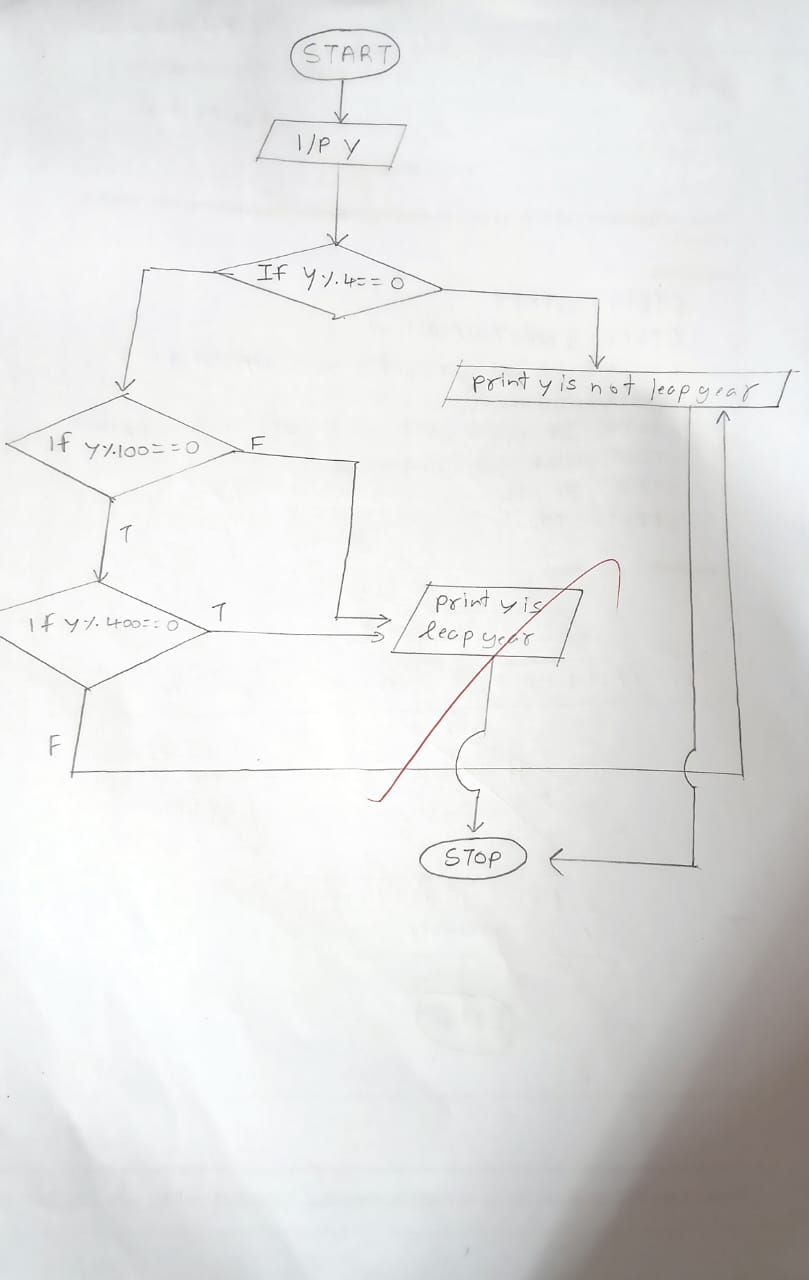 START
I/P Y
If Y%4==0
print y is not leap year
If y%100==0
F
T
If y%400==0
T
print y is
leap year
F
STOP